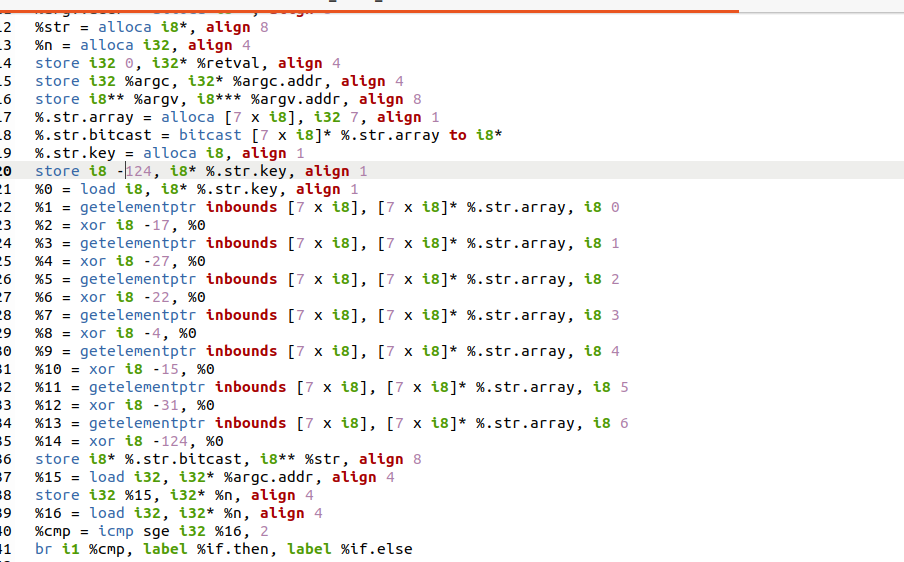 2 %str = alloca i8*, align 8
3 %n = alloca i32, align 4
4 store i32 0, i32* %retval, align 4
5 store i32 %argc, i32* %argc.addr, align 4
6 store i8** %argv, i8*** %argv.addr, align 8
7 %.str.array = alloca [7 x i8], i32 7, align 1
8 %.str.bitcast = bitcast [7 x i8]* %.str.array to i8*
9 %.str.key = alloca i8, align 1
20 store i8 -124, i8* %.str.key, align 1
21 %0 = load i8, i8* %.str.key, align 1
22 %1 = getelementptr inbounds [7 x i8], [7 x i8]* %.str.array, i8 0
23 %2 = xor i8 -17, %0
24 %3 = getelementptr inbounds [7 x i8], [7 x i8]* %.str.array, i8 1
25 %4 = xor i8 -27, %0
26 %5 = getelementptr inbounds [7 x i8], [7 x i8]* %.str.array, i8 2
27 %6 = xor i8 -22, %0
28 %7 = getelementptr inbounds [7 x i8], [7 x i8]* %.str.array, i8 3
29 %8 = xor i8 -4, %0
30 %9 = getelementptr inbounds [7 x i8], [7 x i8]* %.str.array, i8 4
31 %10 = xor i8 -15, %0
32 %11 = getelementptr inbounds [7 x i8], [7 x i8]* %.str.array, i8 5
33 %12 = xor i8 -31, %0
34 %13 = getelementptr inbounds [7 x i8], [7 x i8]* %.str.array, i8 6
35 %14 = xor i8 -124, %0
36 store i8* %.str.bitcast, i8** %str, align 8
37 %15 = load i32, i32* %argc.addr, align 4
38 store i32 %15, i32* %n, align 4
39 %16 = load i32, i32* %n, align 4
40 %cmp = icmp sge i32 %16, 2
41 br i1 %cmp, label %if.then, label %if.else